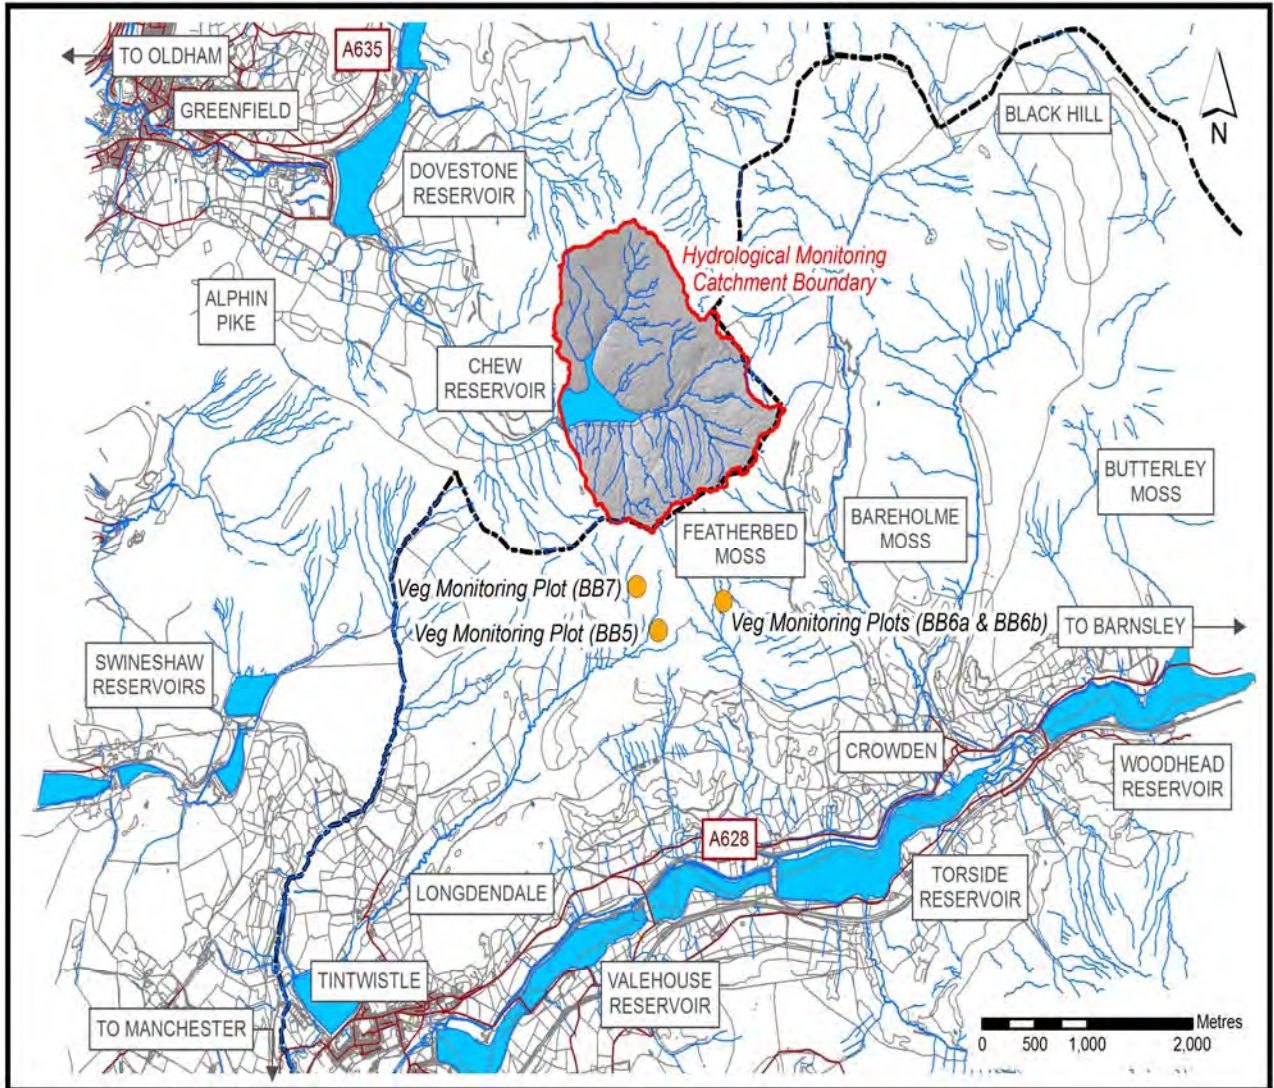 TO OLDHAM
A635
GREENFIELD
BLACK HILL
N
DOVESTONE
RESERVOIR
Hydrological Monitoring
Catchment Boundary
ALPHIN
PIKE
CHEW
RESERVOIR
BUTTERLEY
MOSS
FEATHERBED
MOSS
BAREHOLME
MOSS
Veg Monitoring Plot (BB7)
Veg Monitoring Plots (BB6a & BB6b)
Veg Monitoring Plot (BB5)
TO BARNSLEY
SWINESHAW
RESERVOIRS
CROWDEN
WOODHEAD
RESERVOIR
A628
LONGDENDALE
TORSIDE
RESERVOIR
TINTWISTLE
VALEHOUSE
RESERVOIR
TO MANCHESTER
Metres
0 500 1,000 2,000